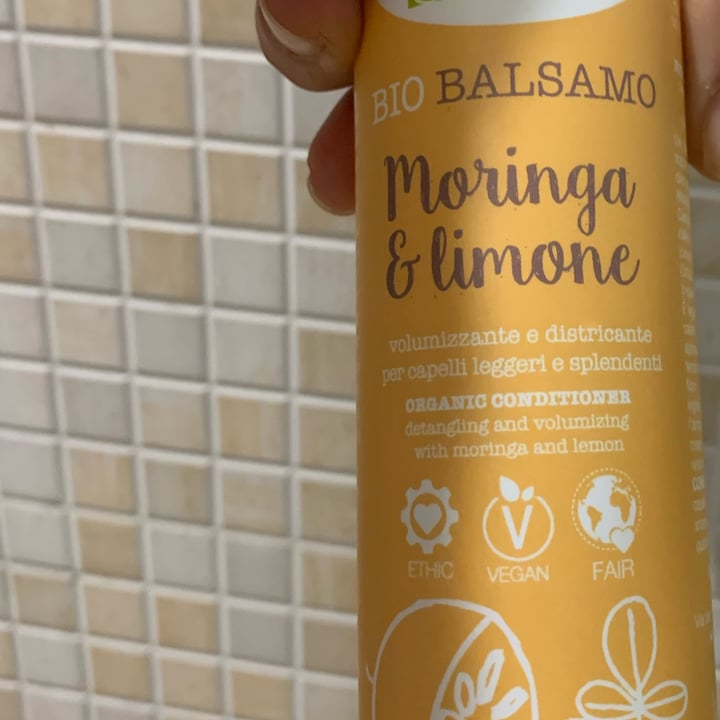 BIO BALSAMO
Moringa
& limone
volumizzante e districante
per capelli leggeri e splendenti
ORGANIC CONDITIONER
detangling and volumizing
with moringa and lemon
V
ETHIC VEGAN FAIR